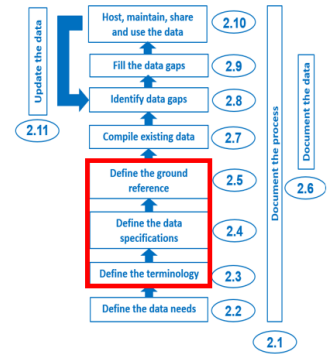 Host, maintain, share
and use the data
2.10
Fill the data gaps
2.9
Identify data gaps
2.8
Compile existing data
2.7
Define the ground
reference
2.5
Define the data
specifications
2.4
Define the terminology
2.3
Define the data needs
2.2
Update the data
2.11
Document the process
2.1
Document the data
2.6